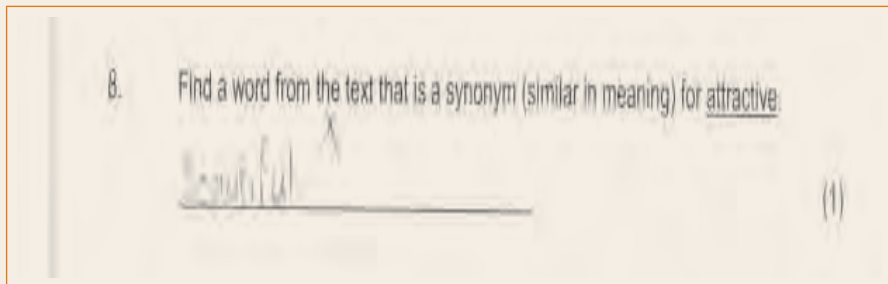 8. Find a word from the text that is a synonym (similar in meaning) for attractive.
x
Beautiful
(1)